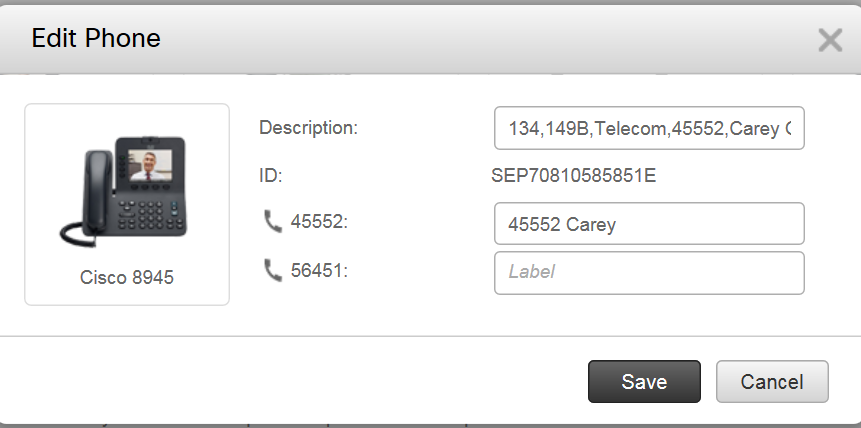 Edit Phone
Description:
134,149B,Telecom,45552,Carey
ID:
SEP70810585851E
45552:
45552 Carey
56451:
Label
Cisco 8945
Save
Cancel